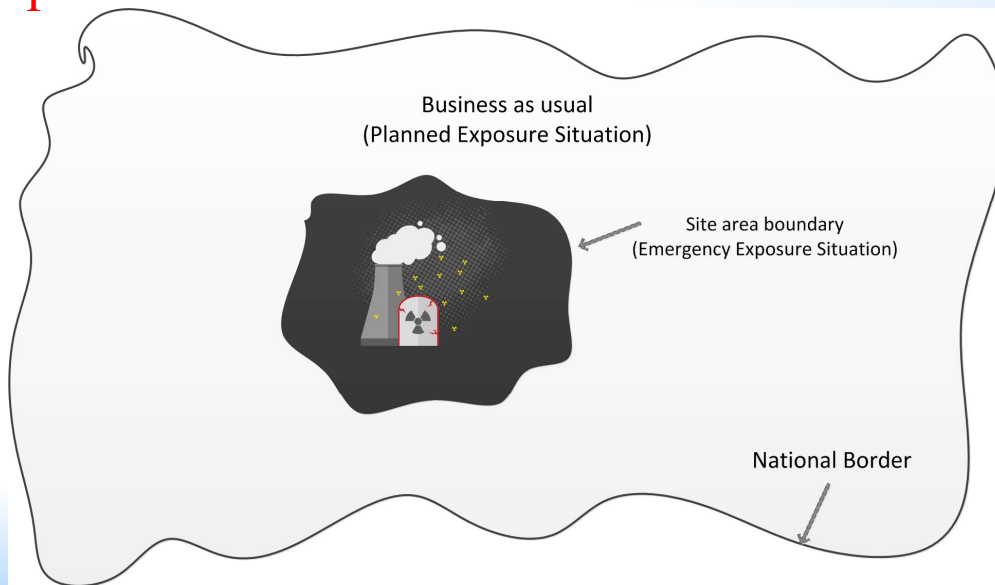 Business as usual
(Planned Exposure Situation)
Site area boundary
(Emergency Exposure Situation)
National Border